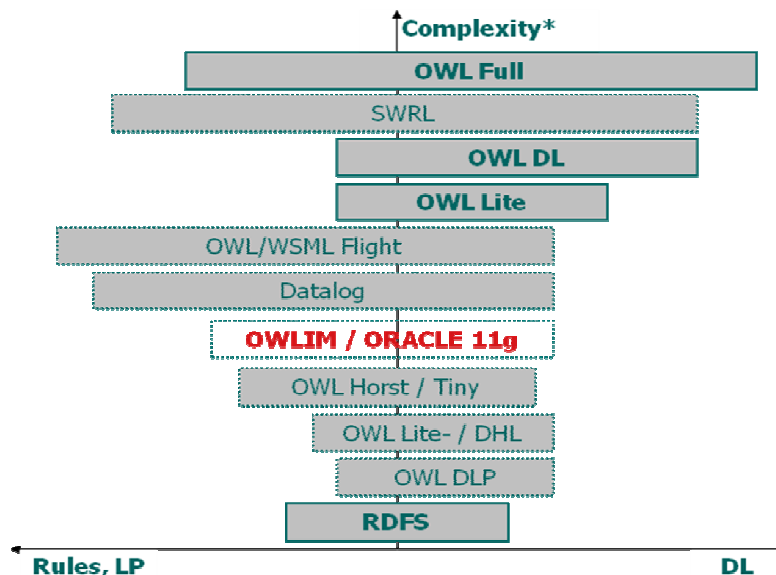 Complexity*
OWL Full
SWRL
OWL DL
OWL Lite
OWL/WSML Flight
Datalog
OWLIM / ORACLE 11g
OWL Horst / Tiny
OWL Lite- / DHL
OWL DLP
RDFS
Rules, LP DL